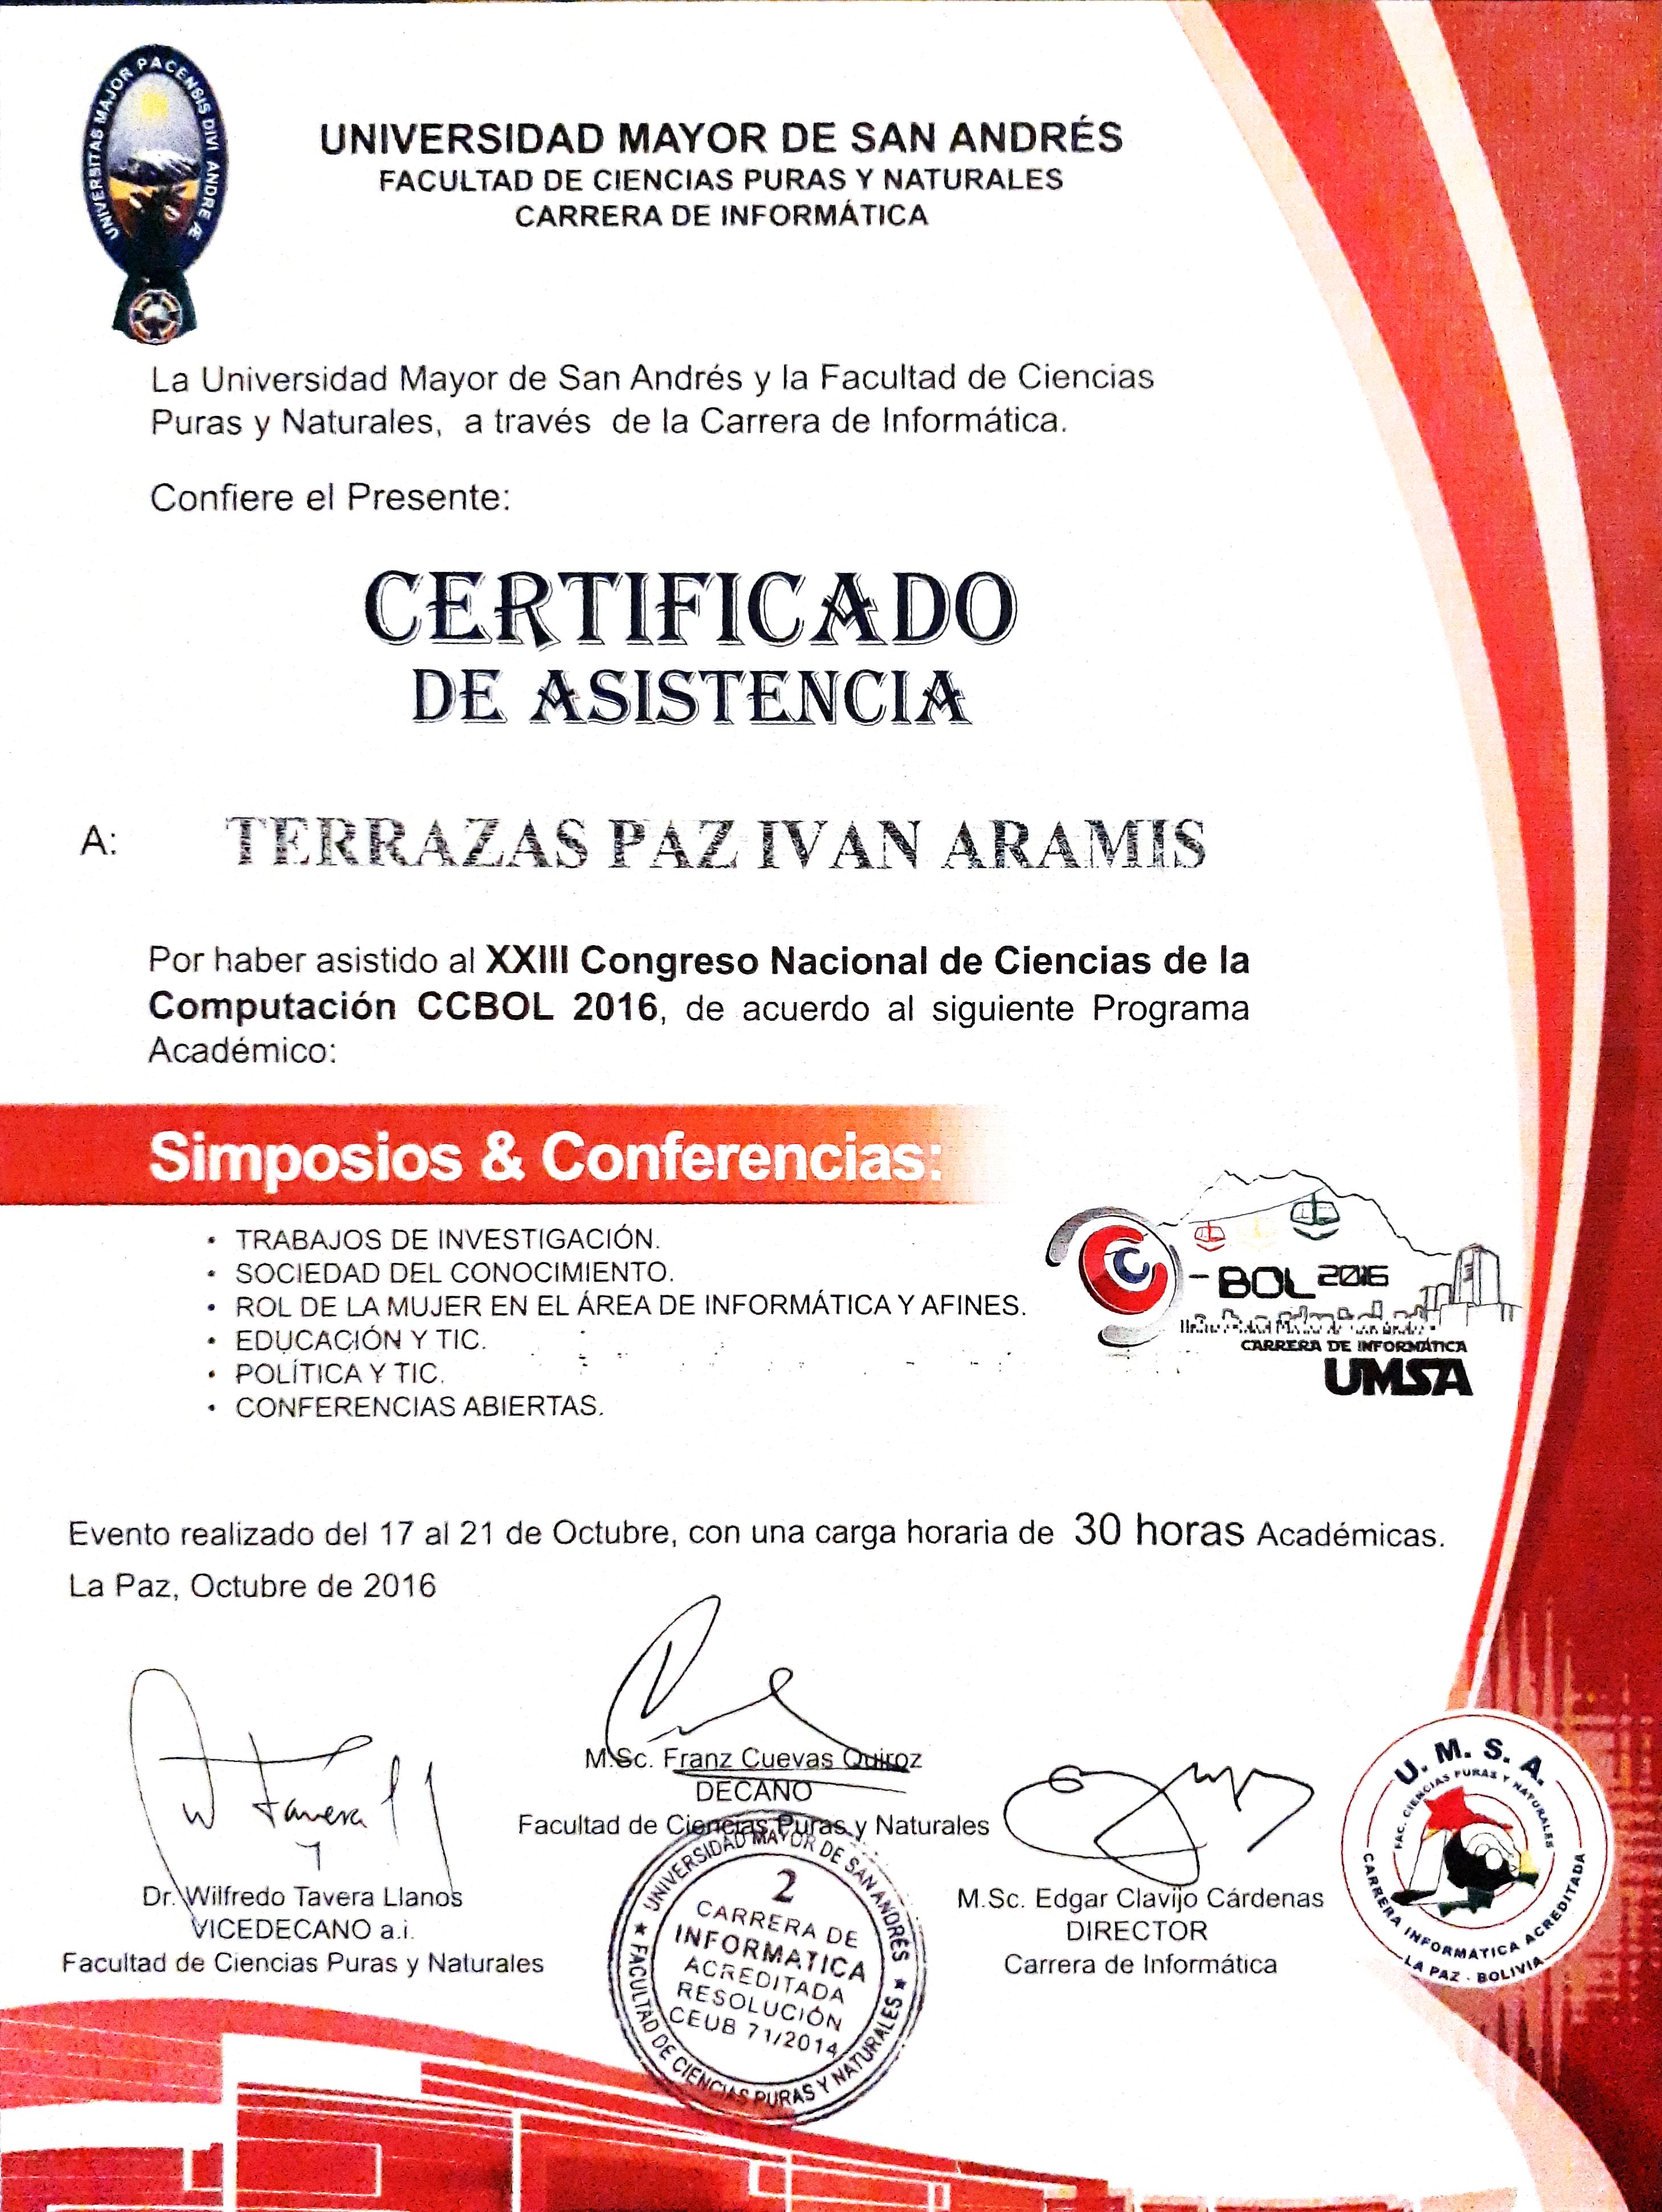 UNIVERSITAS MAJOR PACENSIS DIVI ANDRE Æ
UNIVERSIDAD MAYOR DE SAN ANDRÉS
FACULTAD DE CIENCIAS PURAS Y NATURALES
CARRERA DE INFORMÁTICA
La Universidad Mayor de San Andrés y la Facultad de Ciencias
Puras y Naturales, a través de la Carrera de Informática.
Confiere el Presente:
CERTIFICADO
DE ASISTENCIA
A: TERRAZAS PAZ IVAN ARAMIS
Por haber asistido al XXIII Congreso Nacional de Ciencias de la
Computación CCBOL 2016, de acuerdo al siguiente Programa
Académico:
Simposios & Conferencias:
• TRABAJOS DE INVESTIGACIÓN.
• SOCIEDAD DEL CONOCIMIENTO.
• ROL DE LA MUJER EN EL ÁREA DE INFORMÁTICA Y AFINES.
• EDUCACIÓN Y TIC.
• POLÍTICA Y TIC.
• CONFERENCIAS ABIERTAS.
CC-BOL 2016
CARRERA DE INFORMÁTICA
UMSA
Evento realizado del 17 al 21 de Octubre, con una carga horaria de 30 horas Académicas.
La Paz, Octubre de 2016
W Tavera Ll
Dr. Wilfredo Tavera Llanos
VICEDECANO a.i.
Facultad de Ciencias Puras y Naturales
M.Sc. Franz Cuevas Quiroz
DECANO
Facultad de Ciencias Puras y Naturales
M.Sc. Edgar Clavijo Cárdenas
DIRECTOR
Carrera de Informática
UNIVERSIDAD MAYOR DE SAN ANDRÉS
FACULTAD DE CIENCIAS PURAS Y NATURALES
2
CARRERA DE
INFORMATICA
ACREDITADA
RESOLUCIÓN
CEUB 71/2014
U. M. S. A.
FAC. CIENCIAS PURAS Y NATURALES
CARRERA INFORMATICA ACREDITADA
LA PAZ - BOLIVIA